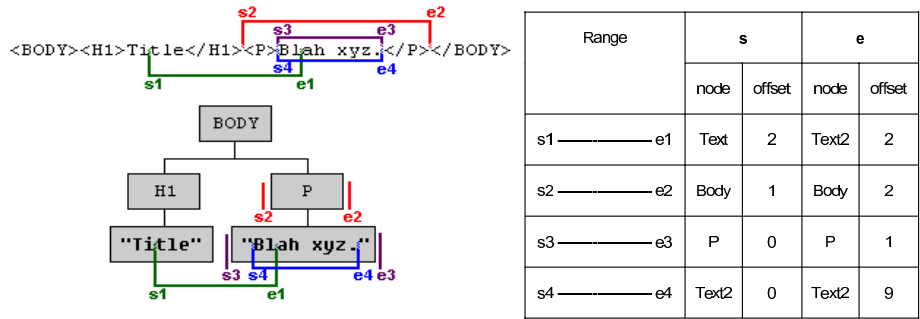 s2 e2
s3 e3
<BODY><H1>Title</H1><P>Blah xyz.</P></BODY>
s4 e4
s1 e1
BODY
H1 P
s2 e2
"Title" "Blah xyz."
s3 s4 e4 e3
s1 e1
Range s e
node offset node offset
s1 e1 Text 2 Text2 2
s2 e2 Body 1 Body 2
s3 e3 P 0 P 1
s4 e4 Text2 0 Text2 9